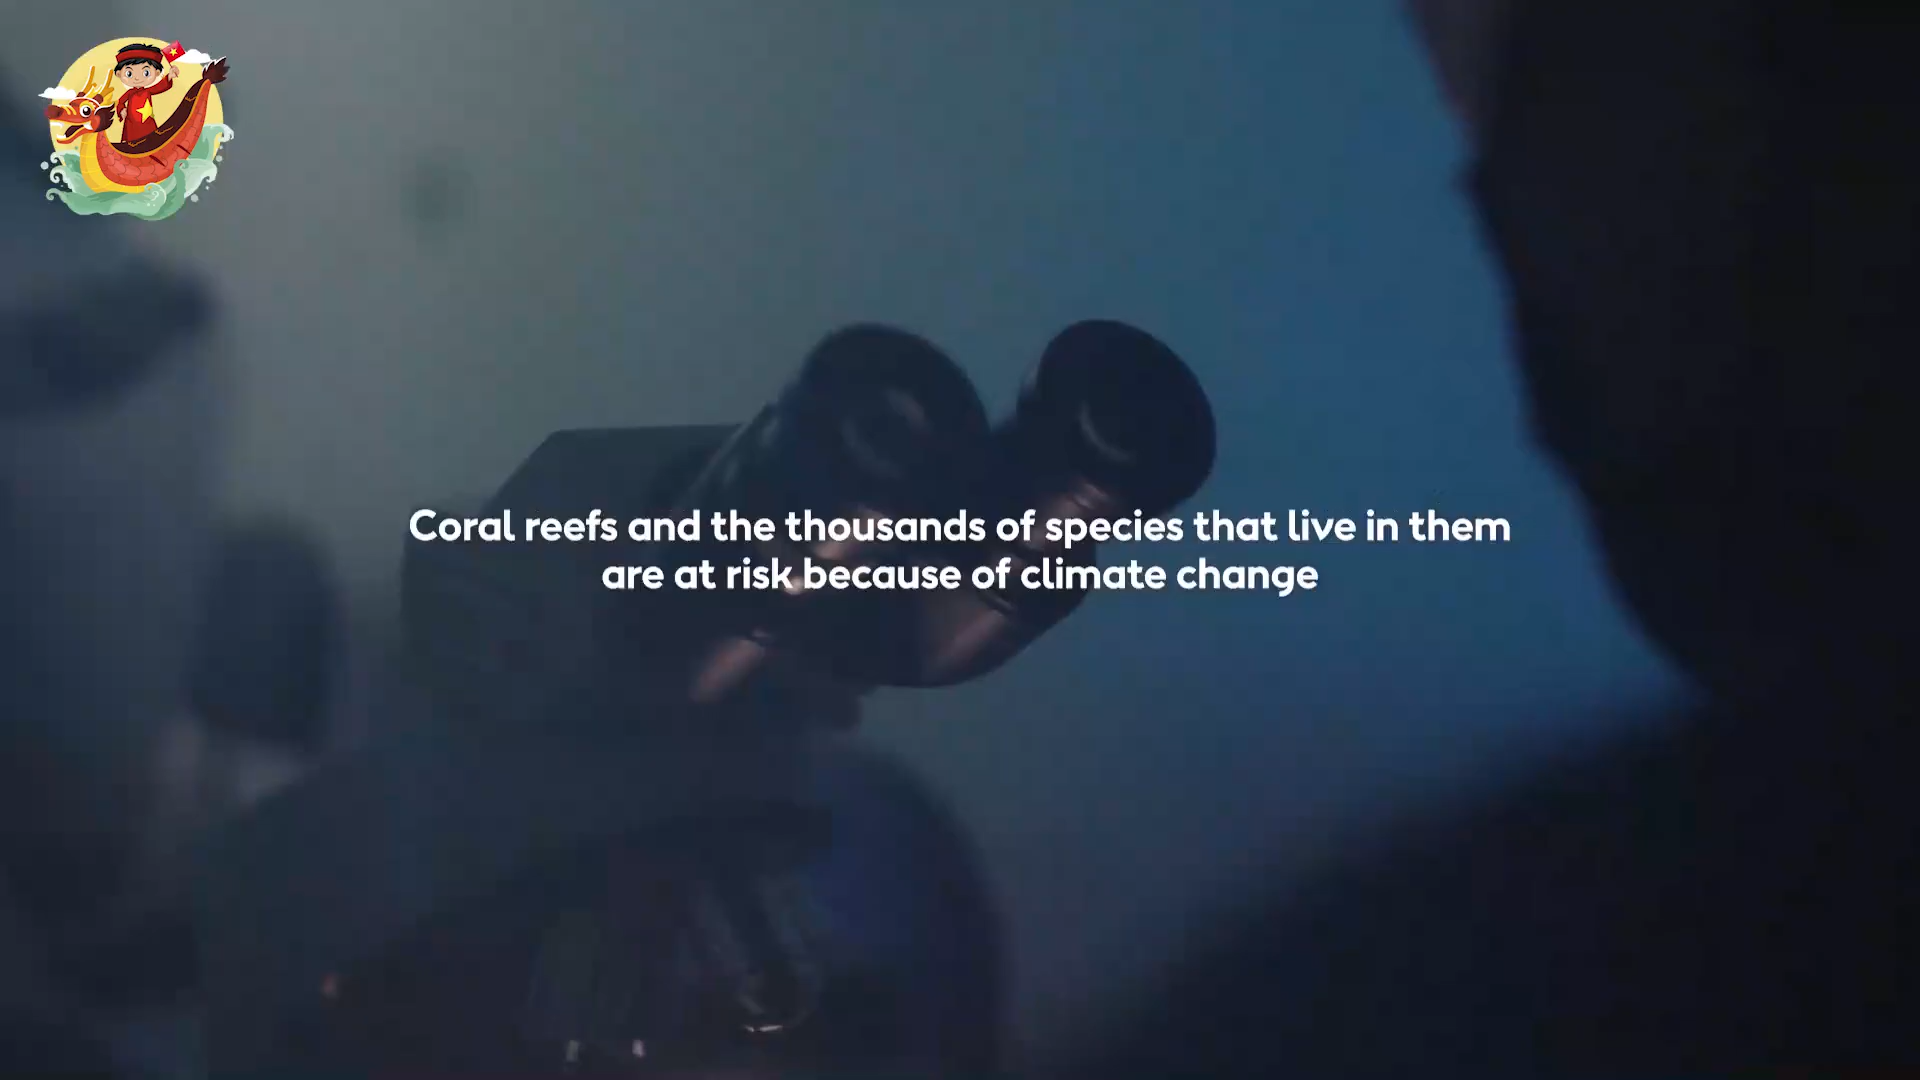 Coral reefs and the thousands of species that live in them
are at risk because of climate change